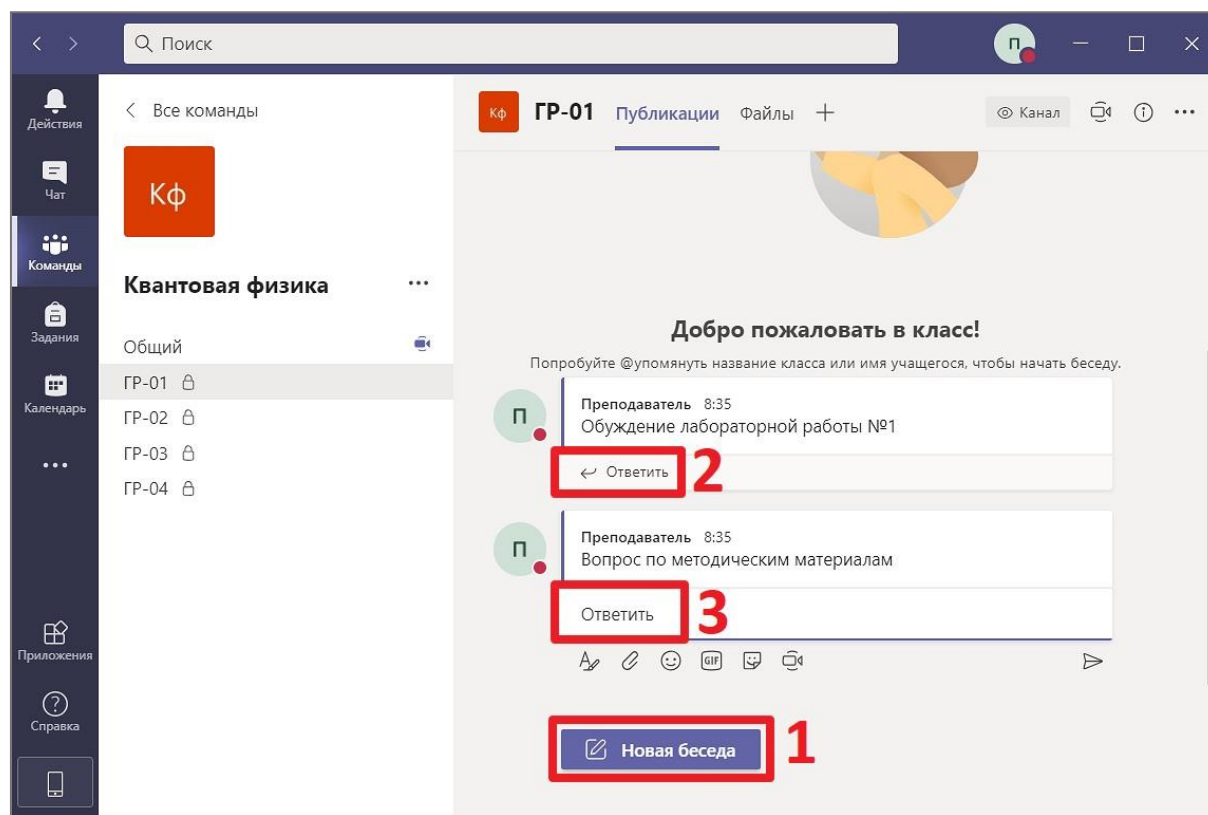 Поиск
П
Действия
Чат
Команды
Задания
Календарь
Приложения
Справка
Все команды
Кф
Квантовая физика
Общий
ГР-01
ГР-02
ГР-03
ГР-04
Кф ГР-01 Публикации Файлы Канал
Добро пожаловать в класс!
Попробуйте @упомянуть название класса или имя учащегося, чтобы начать беседу.
П
Преподаватель 8:35
Обуждение лабораторной работы №1
Ответить 2
П
Преподаватель 8:35
Вопрос по методическим материалам
Ответить 3
GIF
Новая беседа 1